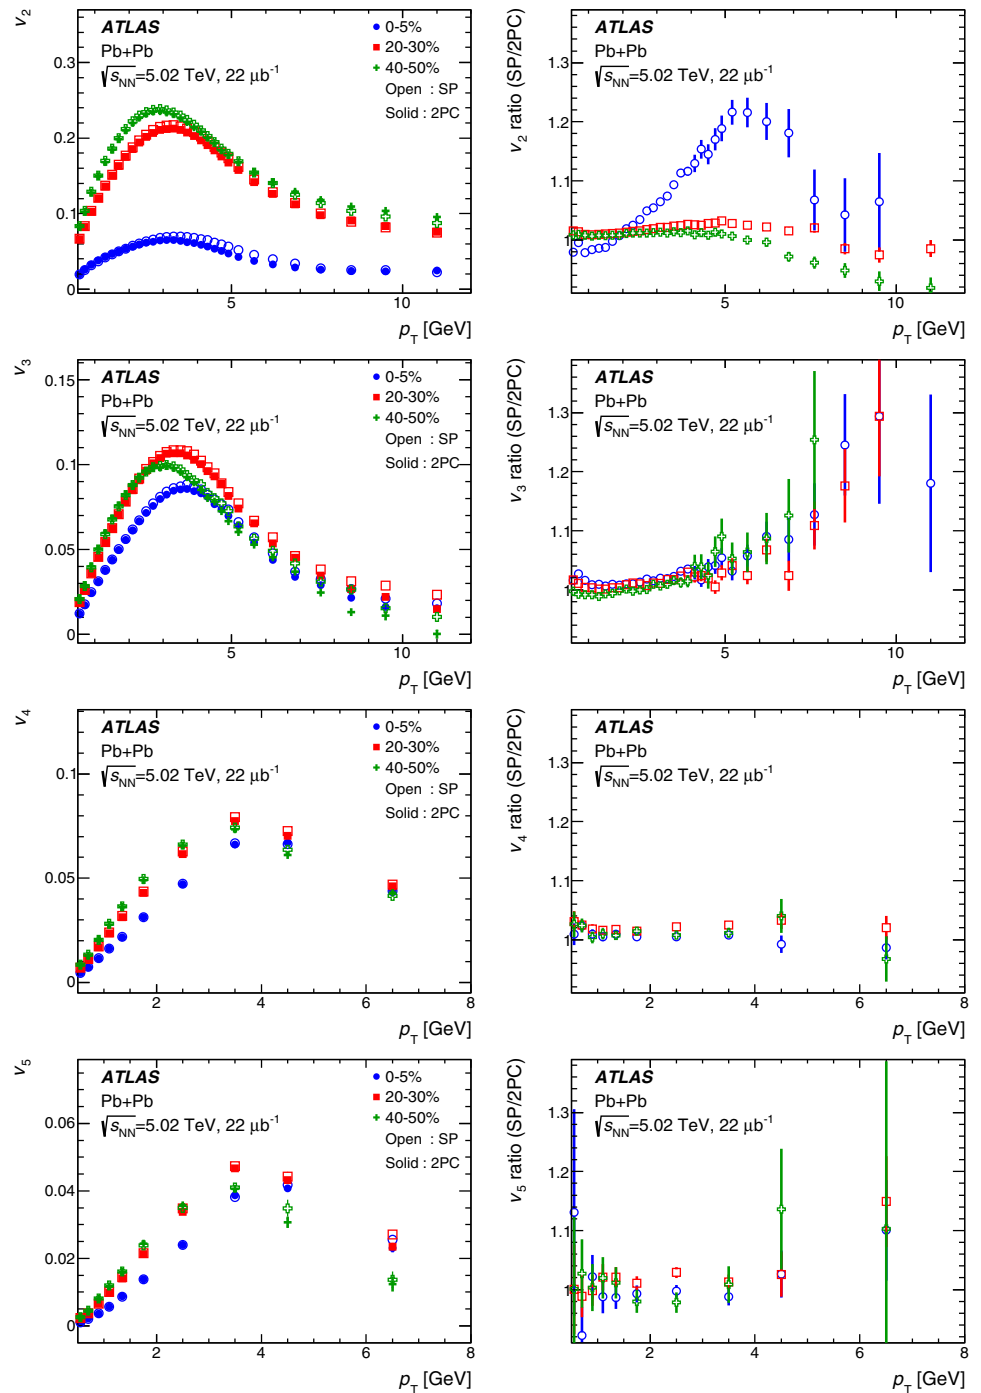 v2
ATLAS
Pb+Pb
√sNN=5.02 TeV, 22 μb-1
0-5%
20-30%
40-50%
Open : SP
Solid : 2PC
0.3
0.2
0.1
0
5
10
pT [GeV]
v2 ratio (SP/2PC)
ATLAS
Pb+Pb
√sNN=5.02 TeV, 22 μb-1
1.3
1.2
1.1
1
5
10
pT [GeV]
v3
ATLAS
Pb+Pb
√sNN=5.02 TeV, 22 μb-1
0-5%
20-30%
40-50%
Open : SP
Solid : 2PC
0.15
0.1
0.05
0
5
10
pT [GeV]
v3 ratio (SP/2PC)
ATLAS
Pb+Pb
√sNN=5.02 TeV, 22 μb-1
1.3
1.2
1.1
1
5
10
pT [GeV]
v4
ATLAS
Pb+Pb
√sNN=5.02 TeV, 22 μb-1
0-5%
20-30%
40-50%
Open : SP
Solid : 2PC
0.1
0.05
0
2
4
6
8
pT [GeV]
v4 ratio (SP/2PC)
ATLAS
Pb+Pb
√sNN=5.02 TeV, 22 μb-1
1.3
1.2
1.1
1
2
4
6
8
pT [GeV]
v5
ATLAS
Pb+Pb
√sNN=5.02 TeV, 22 μb-1
0-5%
20-30%
40-50%
Open : SP
Solid : 2PC
0.06
0.04
0.02
0
2
4
6
8
pT [GeV]
v5 ratio (SP/2PC)
ATLAS
Pb+Pb
√sNN=5.02 TeV, 22 μb-1
1.3
1.2
1.1
1
2
4
6
8
pT [GeV]